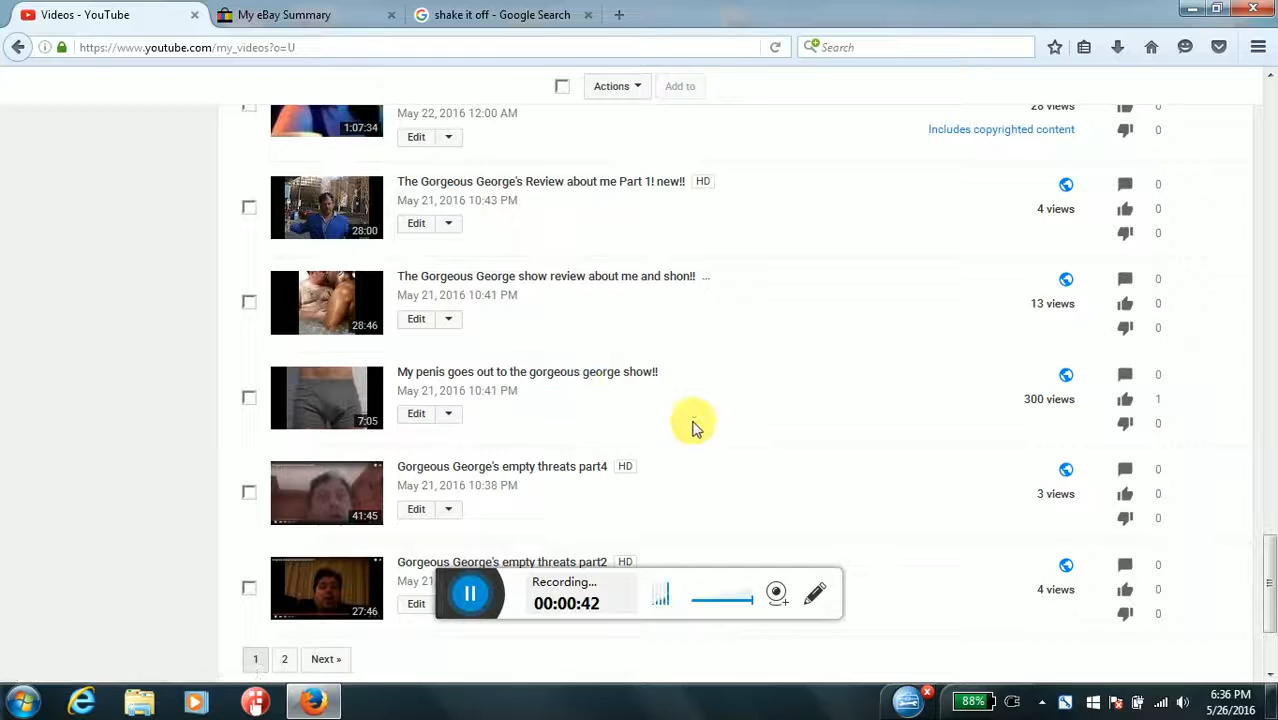 Videos - YouTube
My eBay Summary
shake it off - Google Search
https://www.youtube.com/my_videos?o=U
Search
Actions
Add to
1:07:34
May 22, 2016 12:00 AM
Edit
28 views
0
Includes copyrighted content
0
28:00
The Gorgeous George's Review about me Part 1! new!! HD
May 21, 2016 10:43 PM
Edit
4 views
0
0
0
28:46
The Gorgeous George show review about me and shon!! ...
May 21, 2016 10:41 PM
Edit
13 views
0
0
0
7:05
My penis goes out to the gorgeous george show!!
May 21, 2016 10:41 PM
Edit
300 views
0
1
0
41:45
Gorgeous George's empty threats part4 HD
May 21, 2016 10:38 PM
Edit
3 views
0
0
0
27:46
Gorgeous George's empty threats part2 HD
May 21
Edit
4 views
0
0
0
Recording...
00:00:42
1
2
Next »
88%
6:36 PM
5/26/2016